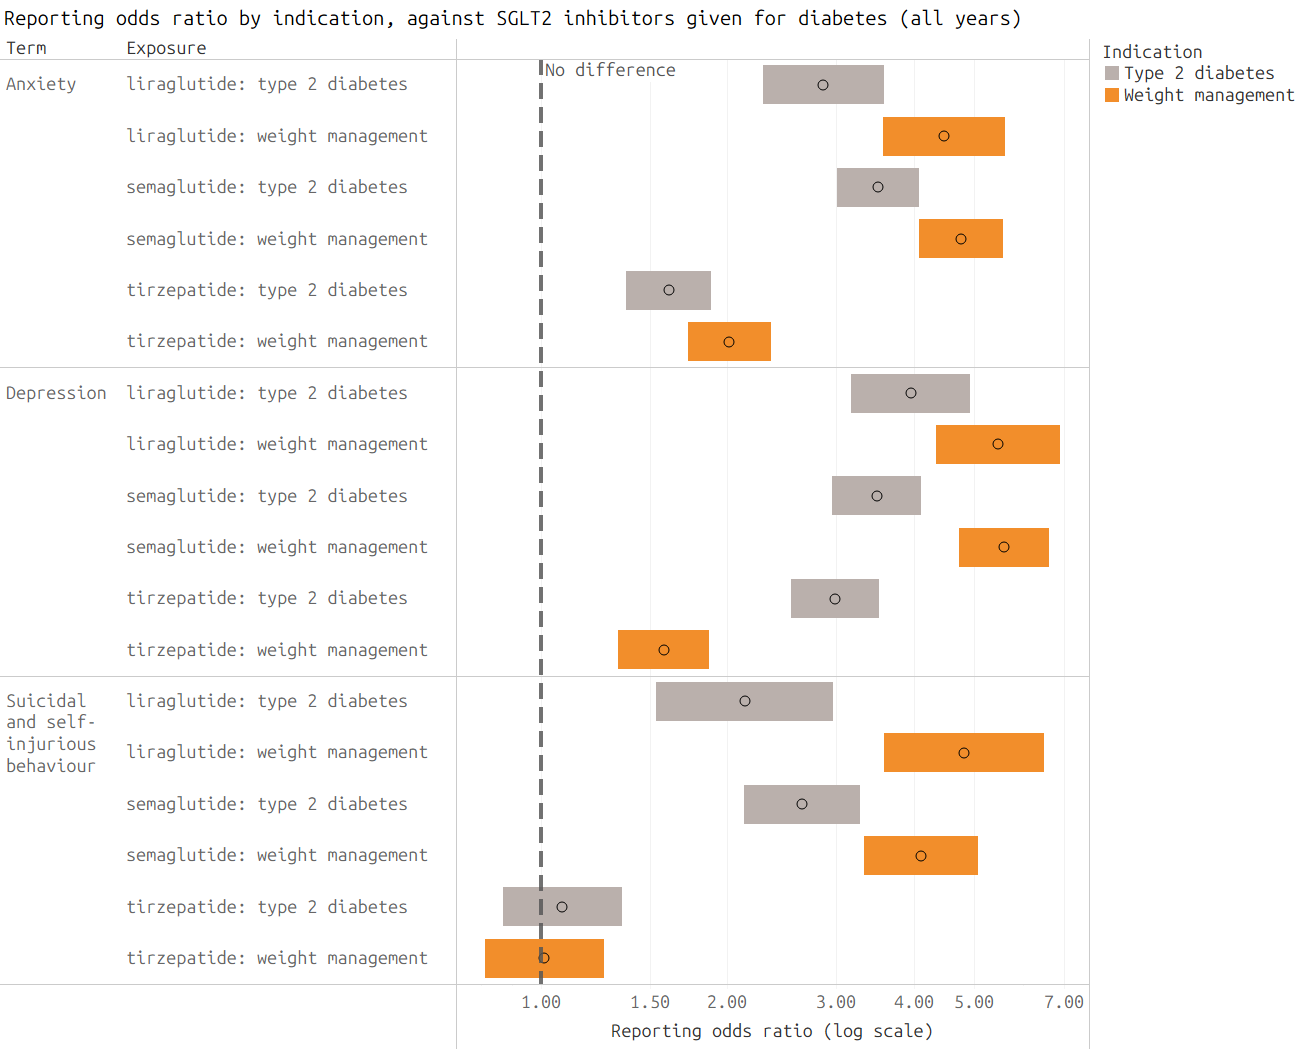 Reporting odds ratio by indication, against SGLT2 inhibitors given for diabetes (all years)
Term Exposure
Indication
Type 2 diabetes
Weight management
No difference
Anxiety liraglutide: type 2 diabetes
liraglutide: weight management
semaglutide: type 2 diabetes
semaglutide: weight management
tirzepatide: type 2 diabetes
tirzepatide: weight management
Depression liraglutide: type 2 diabetes
liraglutide: weight management
semaglutide: type 2 diabetes
semaglutide: weight management
tirzepatide: type 2 diabetes
tirzepatide: weight management
Suicidal
and self-
injurious
behaviour
liraglutide: type 2 diabetes
liraglutide: weight management
semaglutide: type 2 diabetes
semaglutide: weight management
tirzepatide: type 2 diabetes
tirzepatide: weight management
1.00 1.50 2.00 3.00 4.00 5.00 7.00
Reporting odds ratio (log scale)